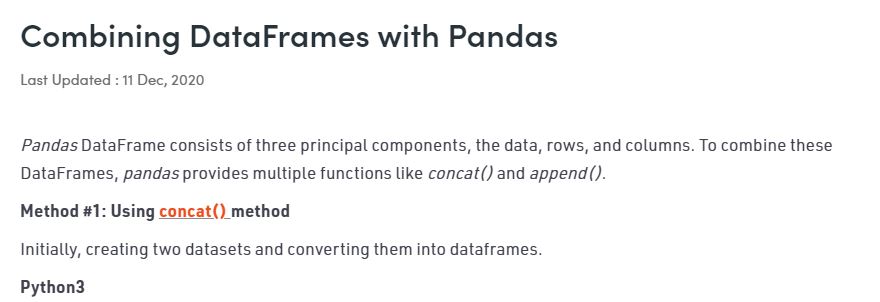 Combining DataFrames with Pandas
Last Updated : 11 Dec, 2020
Pandas DataFrame consists of three principal components, the data, rows, and columns. To combine these
DataFrames, pandas provides multiple functions like concat() and append().
Method #1: Using concat() method
Initially, creating two datasets and converting them into dataframes.
Python3